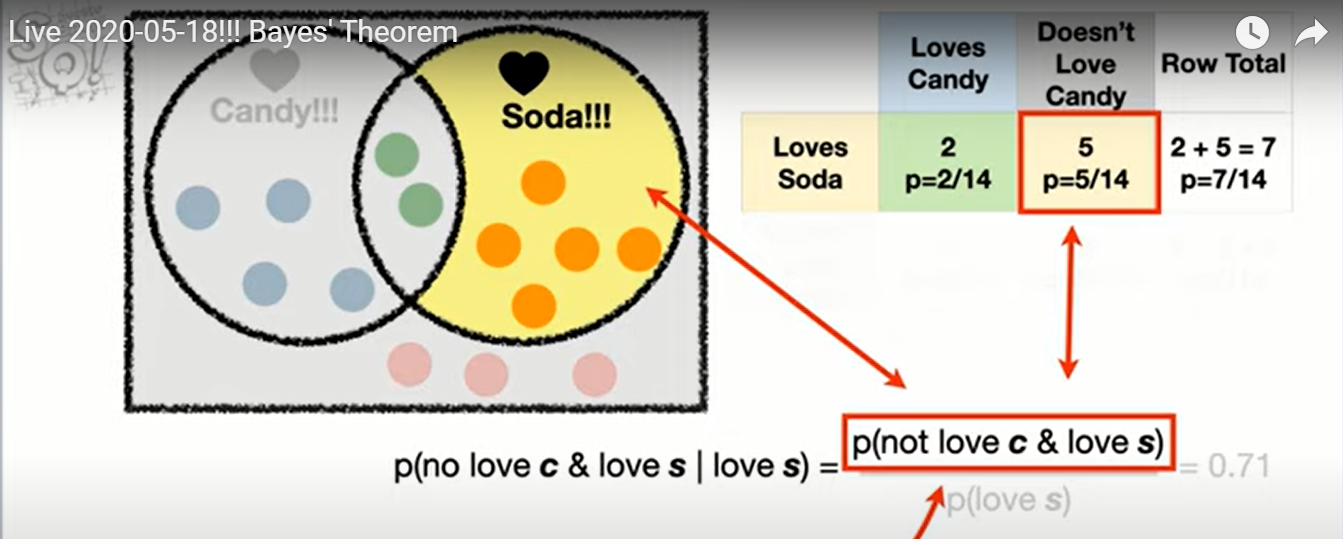 Live 2020-05-18!!! Bayes' Theorem
Candy!!!
Soda!!!
Loves Candy
Doesn't Love Candy
Row Total
Loves Soda
2
p=2/14
5
p=5/14
2 + 5 = 7
p=7/14
p(no love c & love s | love s) =
p(not love c & love s)
p(love s)
= 0.71